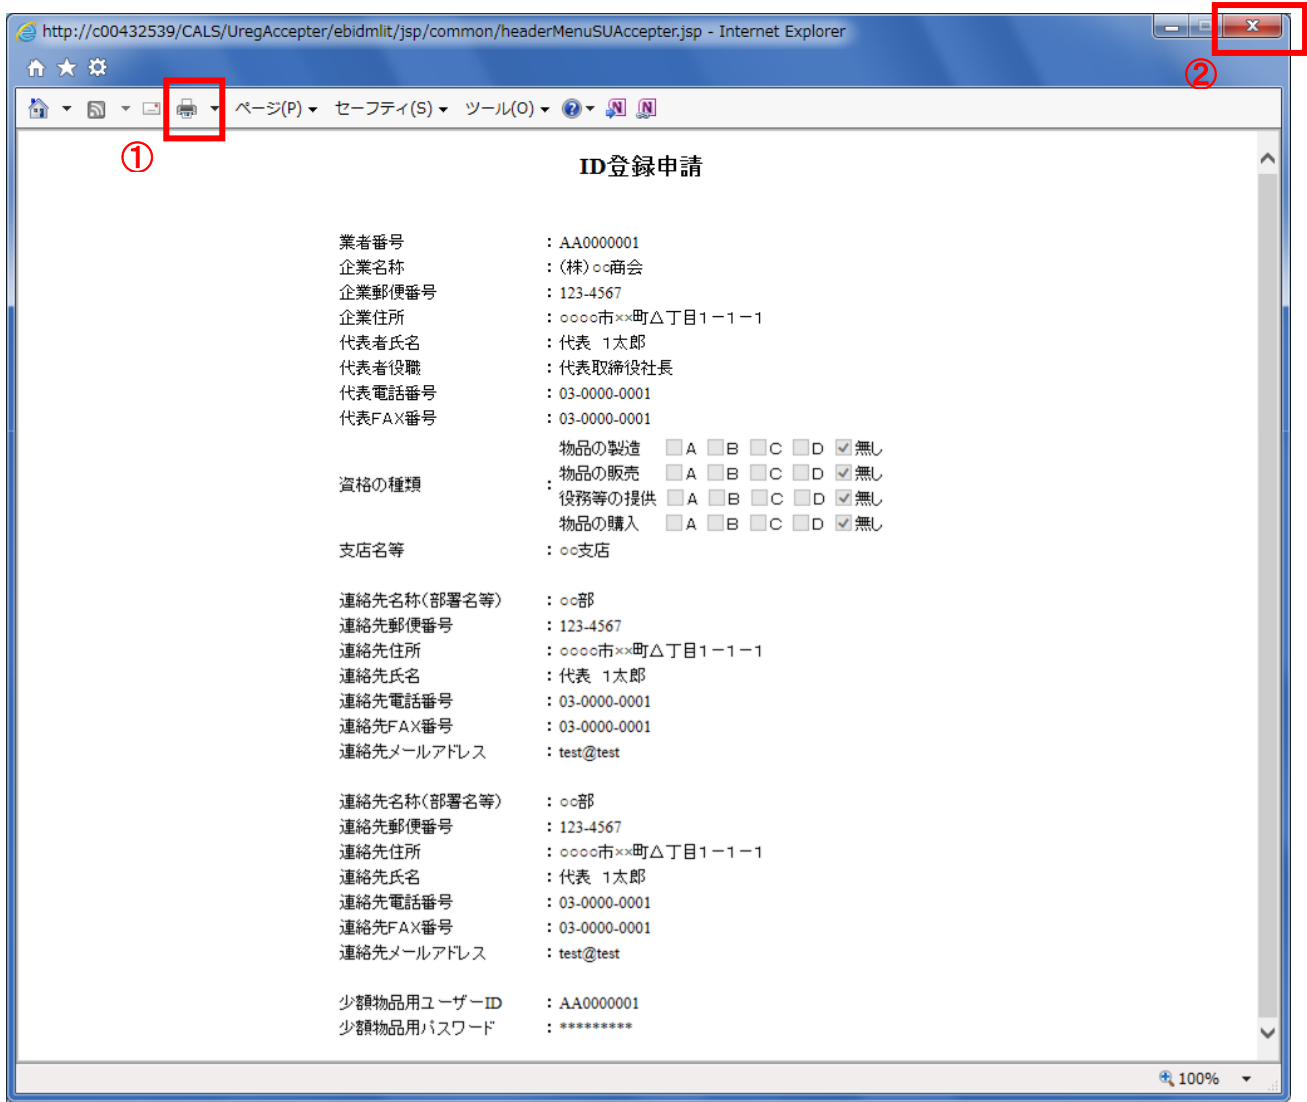 http://c00432539/CALS/UregAccepter/ebidmlit/jsp/common/headerMenuSUAccepter.jsp - Internet Explorer
②
ページ(P) セーフティ(S) ツール(O)
①
ID登録申請
業者番号 : AA0000001
企業名称 : (株)○○商会
企業郵便番号 : 123-4567
企業住所 : ○○○○市××町△丁目1－1－1
代表者氏名 : 代表 1太郎
代表者役職 : 代表取締役社長
代表電話番号 : 03-0000-0001
代表FAX番号 : 03-0000-0001
資格の種類 :
物品の製造 A B C D 無し
物品の販売 A B C D 無し
役務等の提供 A B C D 無し
物品の購入 A B C D 無し
支店名等 : ○○支店
連絡先名称(部署名等) : ○○部
連絡先郵便番号 : 123-4567
連絡先住所 : ○○○○市××町△丁目1－1－1
連絡先氏名 : 代表 1太郎
連絡先電話番号 : 03-0000-0001
連絡先FAX番号 : 03-0000-0001
連絡先メールアドレス : test@test
連絡先名称(部署名等) : ○○部
連絡先郵便番号 : 123-4567
連絡先住所 : ○○○○市××町△丁目1－1－1
連絡先氏名 : 代表 1太郎
連絡先電話番号 : 03-0000-0001
連絡先FAX番号 : 03-0000-0001
連絡先メールアドレス : test@test
少額物品用ユーザーID : AA0000001
少額物品用パスワード : *********
100%